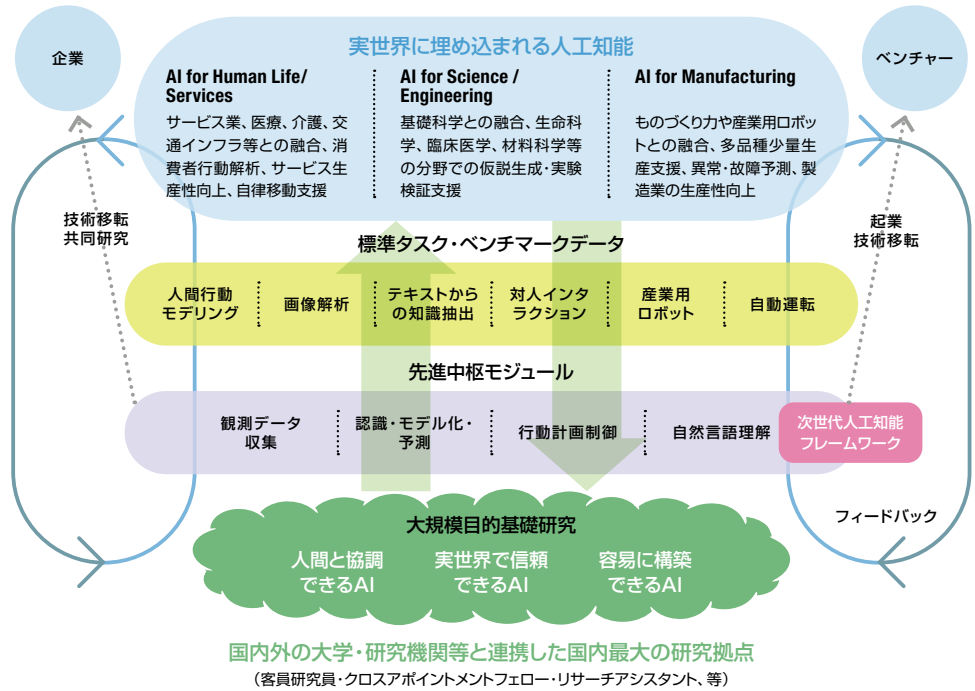 企業
実世界に埋め込まれる人工知能
ベンチャー
AI for Human Life/
Services
サービス業、医療、介護、交
通インフラ等との融合、消
費者行動解析、サービス生
産性向上、自律移動支援
AI for Science /
Engineering
基礎科学との融合、生命科
学、臨床医学、材料科学等
の分野での仮説生成・実験
検証支援
AI for Manufacturing
ものづくり力や産業用ロボッ
トとの融合、多品種少量生
産支援、異常・故障予測、製
造業の生産性向上
技術移転
共同研究
起業
技術移転
標準タスク・ベンチマークデータ
人間行動
モデリング
画像解析
テキストから
の知識抽出
対人インタ
ラクション
産業用
ロボット
自動運転
先進中枢モジュール
観測データ
収集
認識・モデル化・
予測
行動計画制御
自然言語理解
次世代人工知能
フレームワーク
フィードバック
大規模目的基礎研究
人間と協調
できるAI
実世界で信頼
できるAI
容易に構築
できるAI
国内外の大学・研究機関等と連携した国内最大の研究拠点
（客員研究員・クロスアポイントメントフェロー・リサーチアシスタント、等）